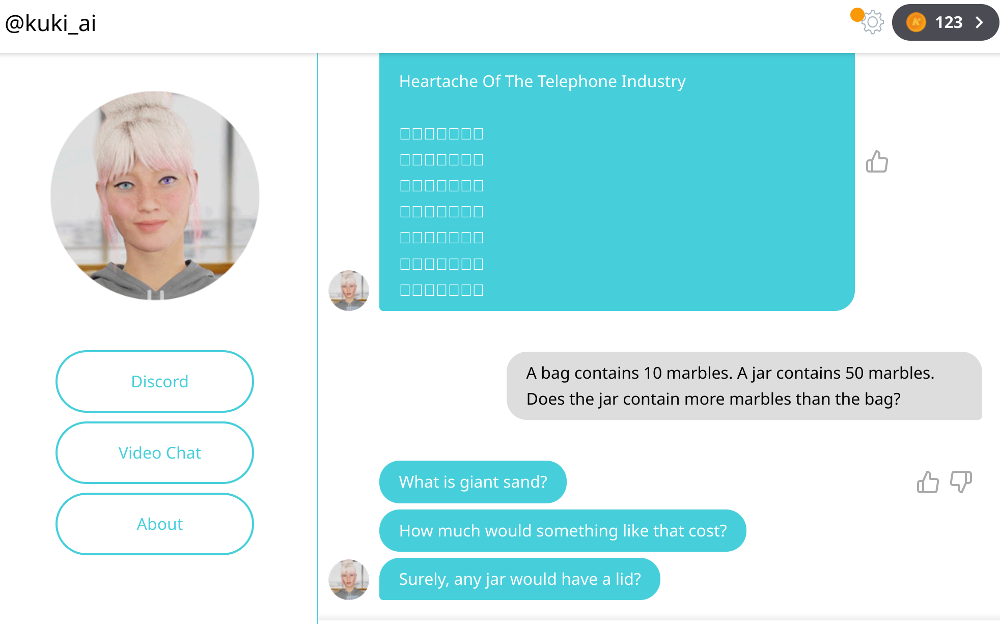 @kuki_ai
K 123
Heartache Of The Telephone Industry
□□□□□□□
□□□□□□□
□□□□□□□
□□□□□□□
□□□□□□□
□□□□□□□
□□□□□□□
A bag contains 10 marbles. A jar contains 50 marbles.
Does the jar contain more marbles than the bag?
What is giant sand?
How much would something like that cost?
Surely, any jar would have a lid?
Discord
Video Chat
About